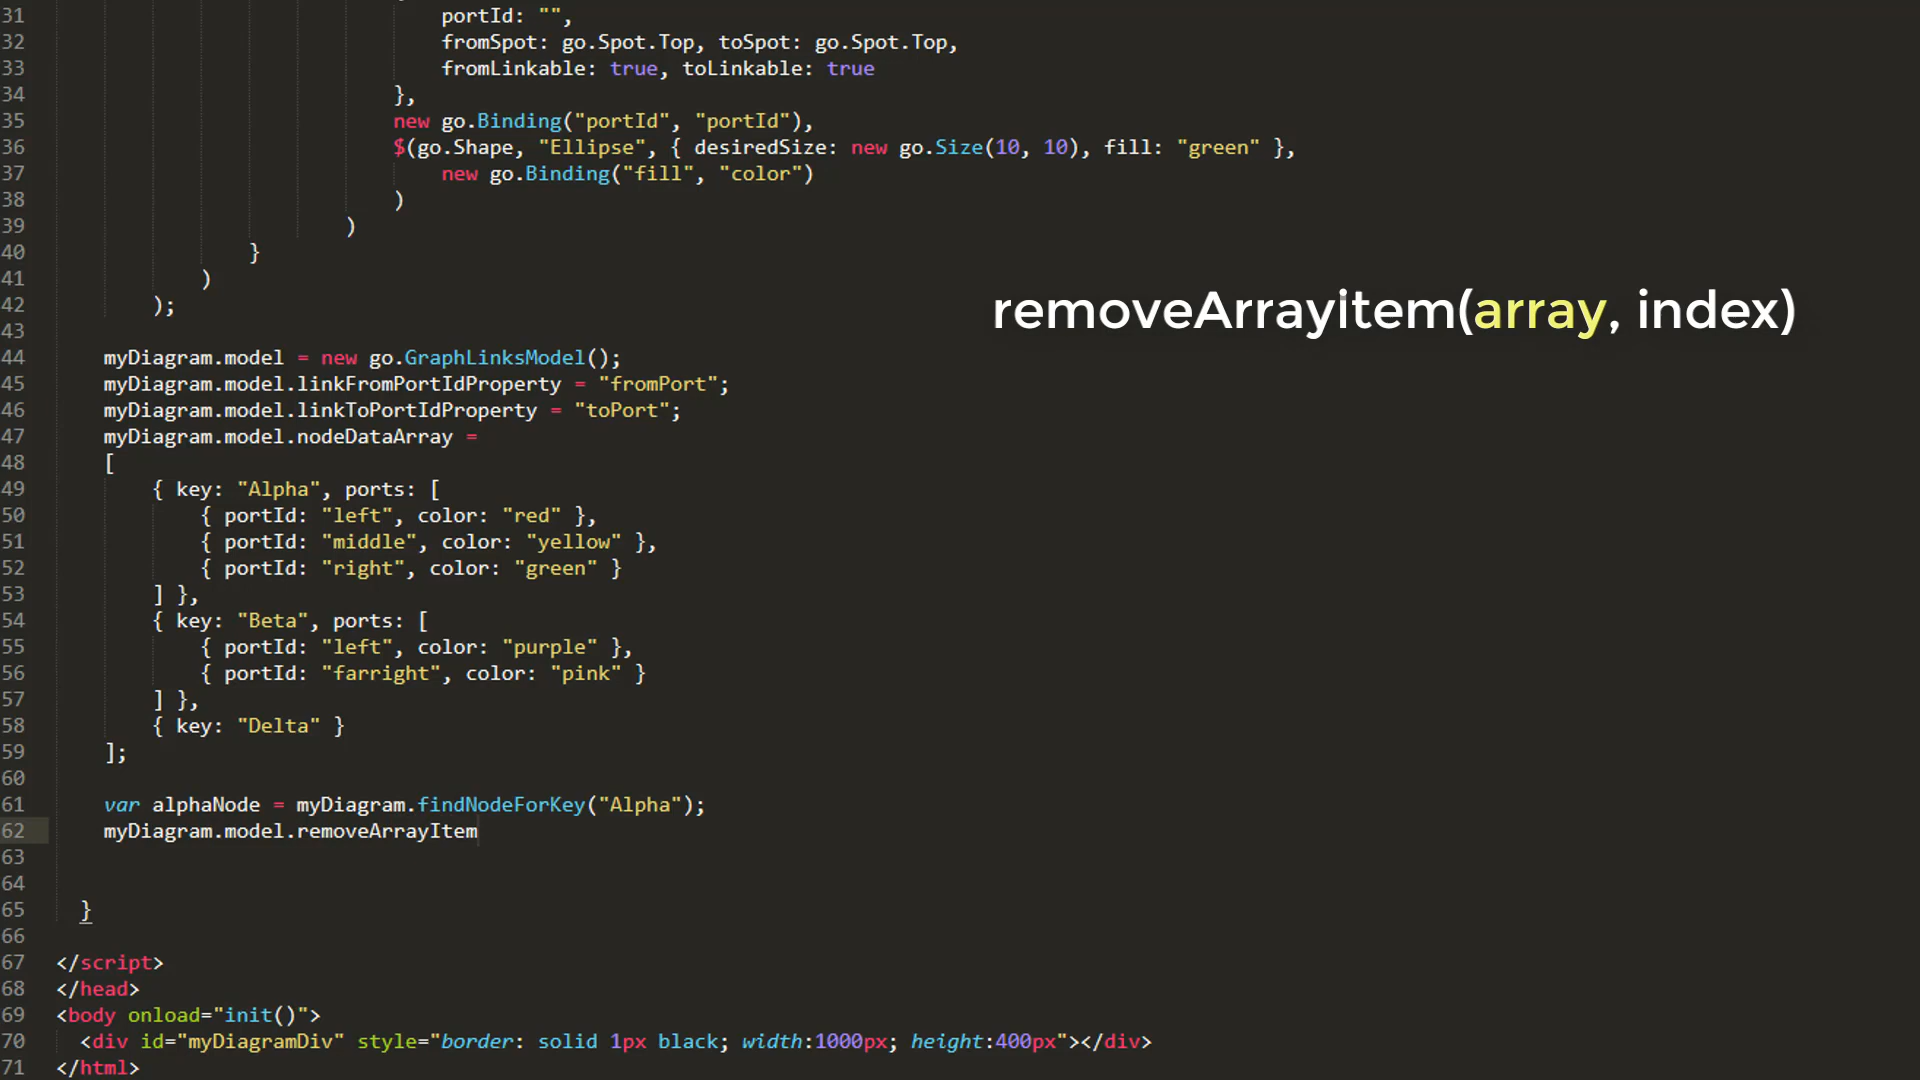 31 portId: "",
32 fromSpot: go.Spot.Top, toSpot: go.Spot.Top,
33 fromLinkable: true, toLinkable: true
34 },
35 new go.Binding("portId", "portId"),
36 $(go.Shape, "Ellipse", { desiredSize: new go.Size(10, 10), fill: "green" },
37 new go.Binding("fill", "color")
38 )
39 )
40 }
41 )
42 );
removeArrayItem(array, index)
43
44 myDiagram.model = new go.GraphLinksModel();
45 myDiagram.model.linkFromPortIdProperty = "fromPort";
46 myDiagram.model.linkToPortIdProperty = "toPort";
47 myDiagram.model.nodeDataArray =
48 [
49 { key: "Alpha", ports: [
50 { portId: "left", color: "red" },
51 { portId: "middle", color: "yellow" },
52 { portId: "right", color: "green" }
53 ] },
54 { key: "Beta", ports: [
55 { portId: "left", color: "purple" },
56 { portId: "farright", color: "pink" }
57 ] },
58 { key: "Delta" }
59 ];
60
61 var alphaNode = myDiagram.findNodeForKey("Alpha");
62 myDiagram.model.removeArrayItem
63
64
65 }
66
67 </script>
68 </head>
69 <body onload="init()">
70 <div id="myDiagramDiv" style="border: solid 1px black; width:1000px; height:400px"></div>
71 </html>